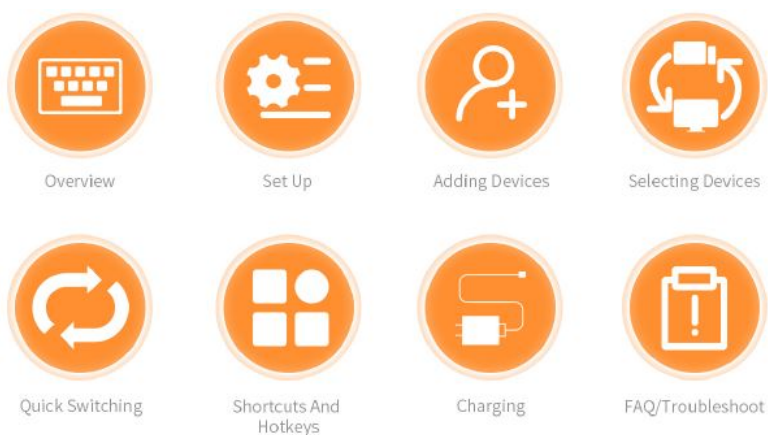 Overview
Set Up
Adding Devices
Selecting Devices
Quick Switching
Shortcuts And
Hotkeys
Charging
FAQ/Troubleshoot